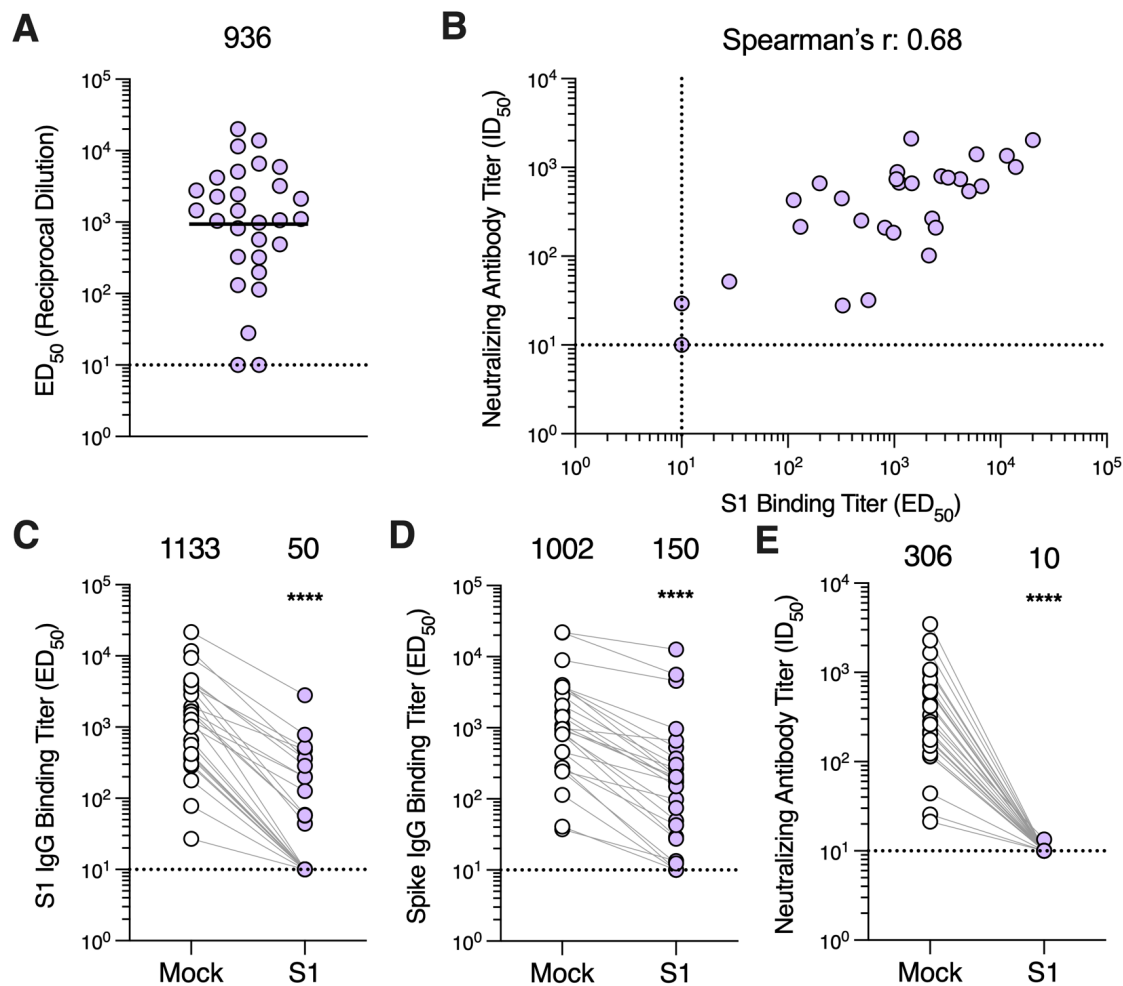 A
936
ED50 (Reciprocal Dilution)
10^5
10^4
10^3
10^2
10^1
10^0
B
Spearman's r: 0.68
Neutralizing Antibody Titer (ID50)
10^4
10^3
10^2
10^1
10^0
10^0 10^1 10^2 10^3 10^4 10^5
S1 Binding Titer (ED50)
C
1133 50
****
S1 IgG Binding Titer (ED50)
10^5
10^4
10^3
10^2
10^1
10^0
Mock S1
D
1002 150
****
Spike IgG Binding Titer (ED50)
10^5
10^4
10^3
10^2
10^1
10^0
Mock S1
E
306 10
****
Neutralizing Antibody Titer (ID50)
10^4
10^3
10^2
10^1
10^0
Mock S1